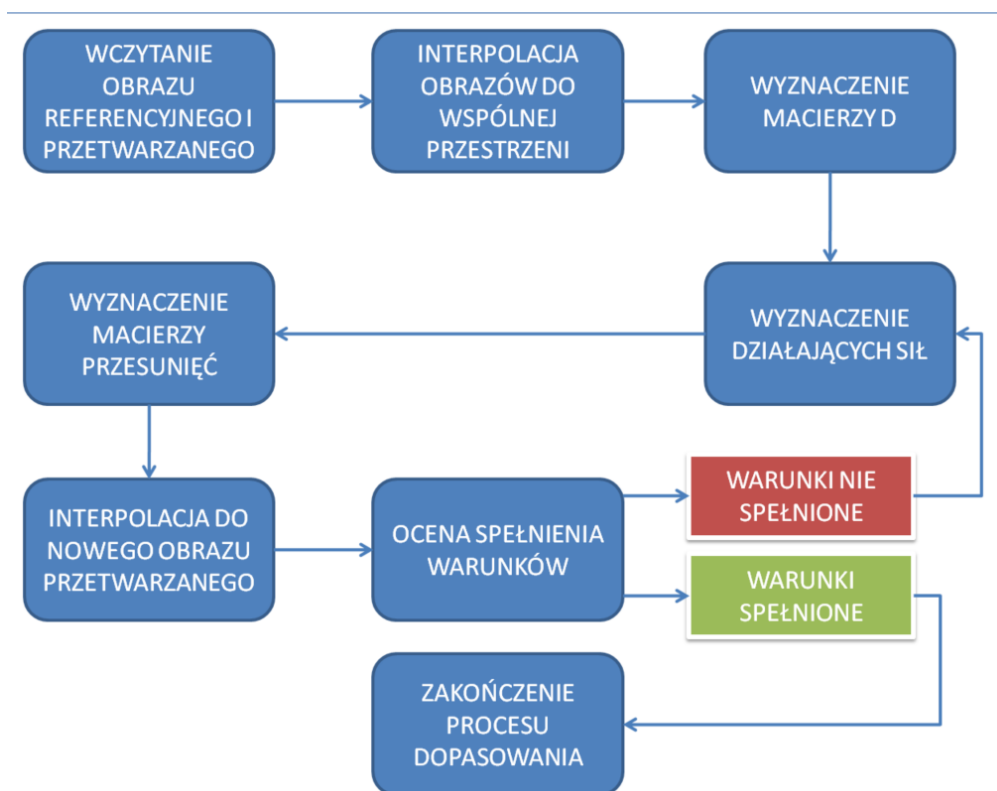 WCZYTANIE
OBRAZU
REFERENCYJNEGO I
PRZETWARZANEGO
INTERPOLACJA
OBRAZÓW DO
WSPÓLNEJ
PRZESTRZENI
WYZNACZENIE
MACIERZY D
WYZNACZENIE
DZIAŁAJĄCYCH SIŁ
WYZNACZENIE
MACIERZY
PRZESUNIĘĆ
INTERPOLACJA DO
NOWEGO OBRAZU
PRZETWARZANEGO
OCENA SPEŁNIENIA
WARUNKÓW
WARUNKI NIE
SPEŁNIONE
WARUNKI
SPEŁNIONE
ZAKOŃCZENIE
PROCESU
DOPASOWANIA